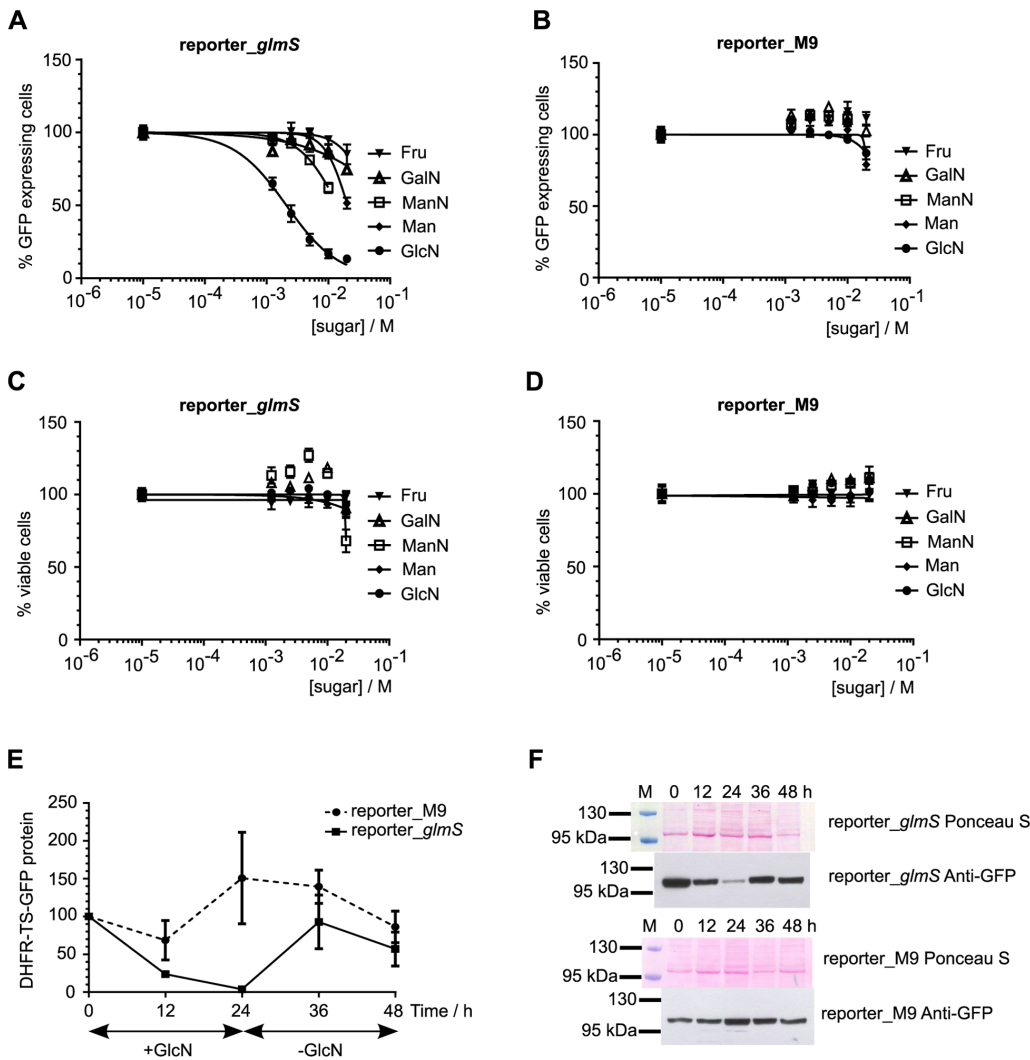 A
reporter_glmS
% GFP expressing cells
150
100
50
0
10-6 10-5 10-4 10-3 10-2 10-1
[sugar] / M
Fru
GalN
ManN
Man
GlcN
B
reporter_M9
% GFP expressing cells
150
100
50
0
10-6 10-5 10-4 10-3 10-2 10-1
[sugar] / M
Fru
GalN
ManN
Man
GlcN
C
reporter_glmS
% viable cells
150
100
50
0
10-6 10-5 10-4 10-3 10-2 10-1
[sugar] / M
Fru
GalN
ManN
Man
GlcN
D
reporter_M9
% viable cells
150
100
50
0
10-6 10-5 10-4 10-3 10-2 10-1
[sugar] / M
Fru
GalN
ManN
Man
GlcN
E
DHFR-TS-GFP protein
250
200
150
100
50
0
reporter_M9
reporter_glmS
0 12 24 36 48 Time / h
+GlcN -GlcN
F
M 0 12 24 36 48 h
130
95 kDa
reporter_glmS Ponceau S
130
95 kDa
reporter_glmS Anti-GFP
M
130
95 kDa
reporter_M9 Ponceau S
130
95 kDa
reporter_M9 Anti-GFP